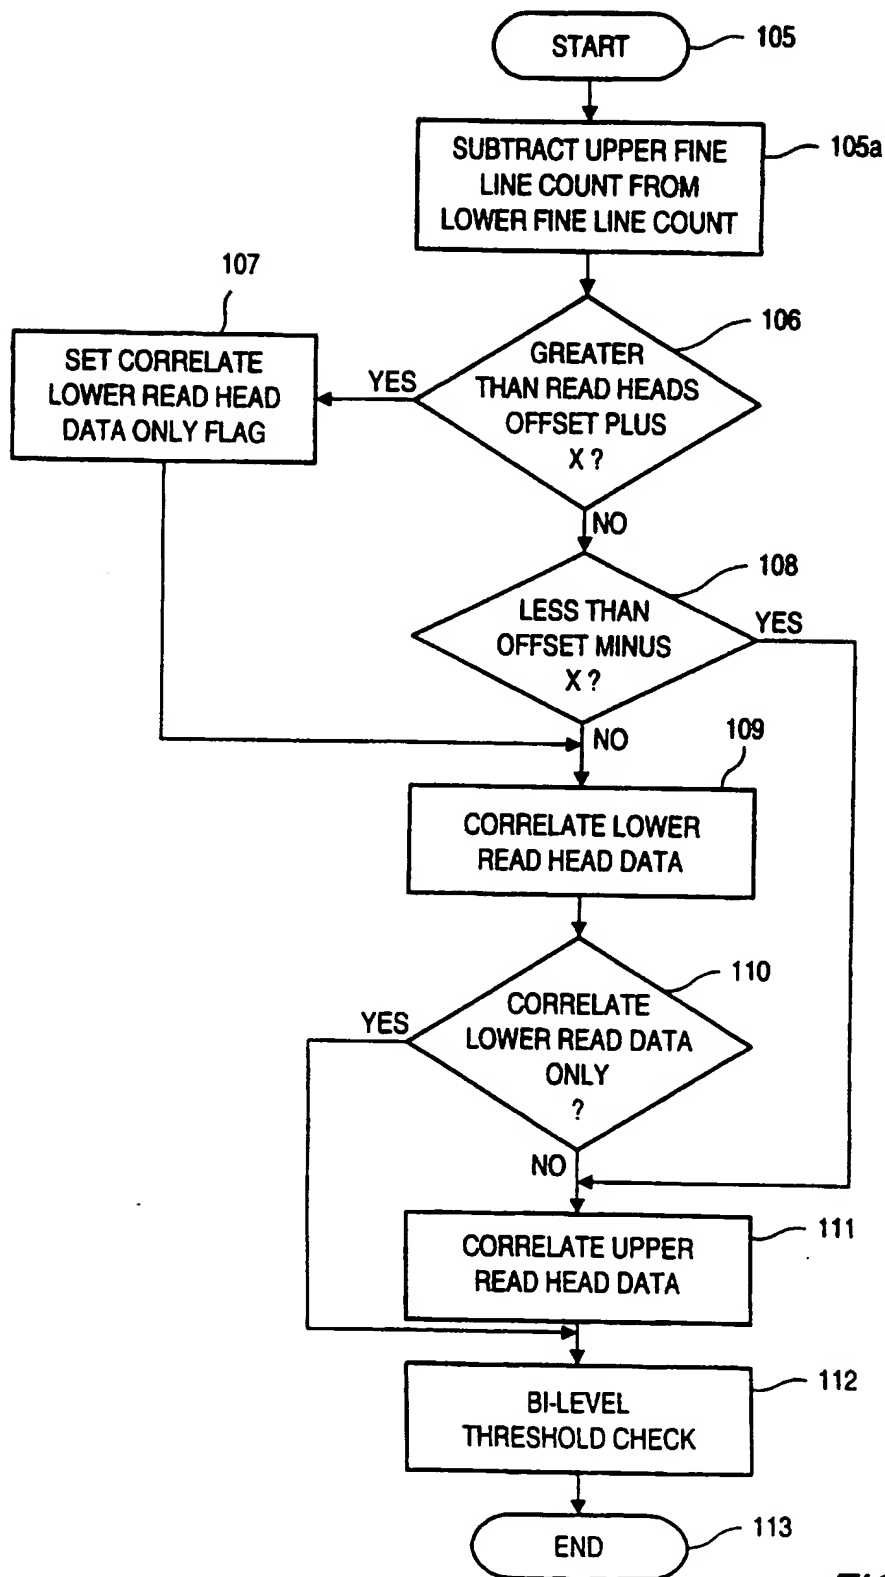 START
105
SUBTRACT UPPER FINE
LINE COUNT FROM
LOWER FINE LINE COUNT
105a
107
SET CORRELATE
LOWER READ HEAD
DATA ONLY FLAG
YES
GREATER
THAN READ HEADS
OFFSET PLUS
X ?
106
NO
LESS THAN
OFFSET MINUS
X ?
108
YES
NO
109
CORRELATE LOWER
READ HEAD DATA
110
CORRELATE
LOWER READ DATA
ONLY
?
YES
NO
CORRELATE UPPER
READ HEAD DATA
111
BI-LEVEL
THRESHOLD CHECK
112
END
113